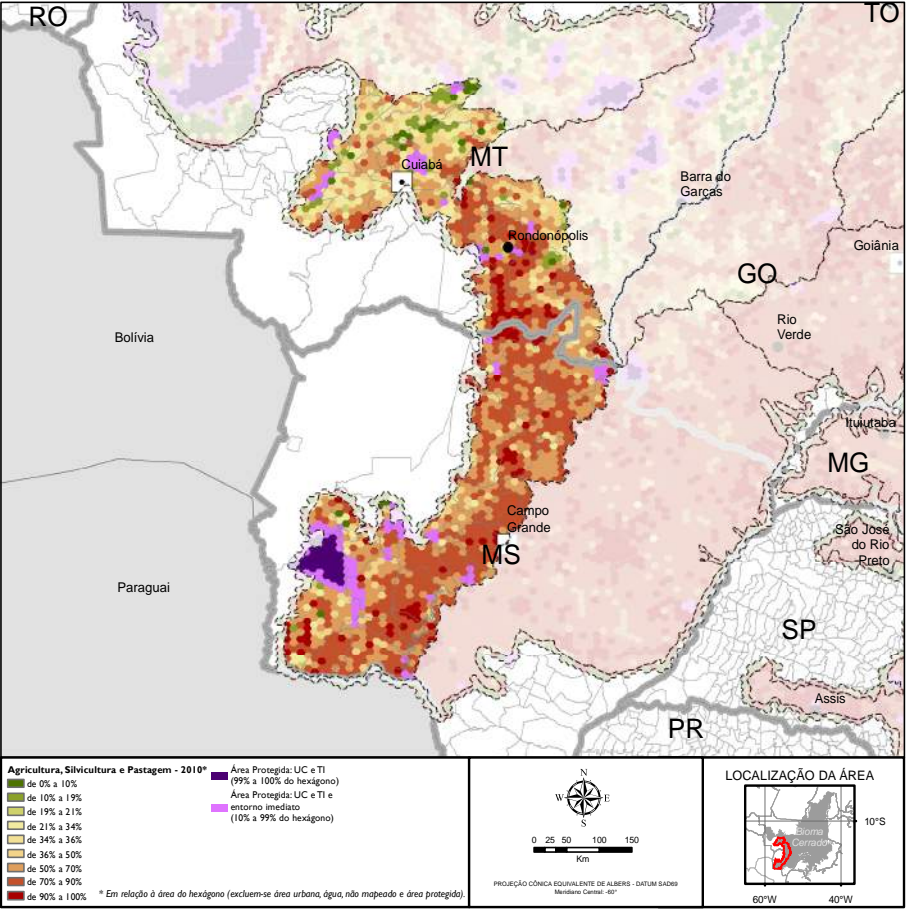 RO
TO
MT
Cuiabá
Barra do
Garças
Rondonópolis
Goiânia
GO
Rio
Verde
Bolívia
Ituiutaba
MG
Campo
Grande
São José
do Rio
Preto
MS
Paraguai
SP
Assis
PR
Agricultura, Silvicultura e Pastagem - 2010*
de 0% a 10%
de 10% a 19%
de 19% a 21%
de 21% a 34%
de 34% a 36%
de 36% a 50%
de 50% a 70%
de 70% a 90%
de 90% a 100%
Área Protegida: UC e TI
(99% a 100% do hexágono)
Área Protegida: UC e TI e
entorno imediato
(10% a 99% do hexágono)
* Em relação à área do hexágono (excluem-se área urbana, água, não mapeado e área protegida).
N
W E
S
0 25 50 100 150
Km
PROJEÇÃO CÔNICA EQUIVALENTE DE ALBERS - DATUM SAD69
Meridiano Central: -60°
LOCALIZAÇÃO DA ÁREA
Bioma
Cerrado
10°S
60°W 40°W